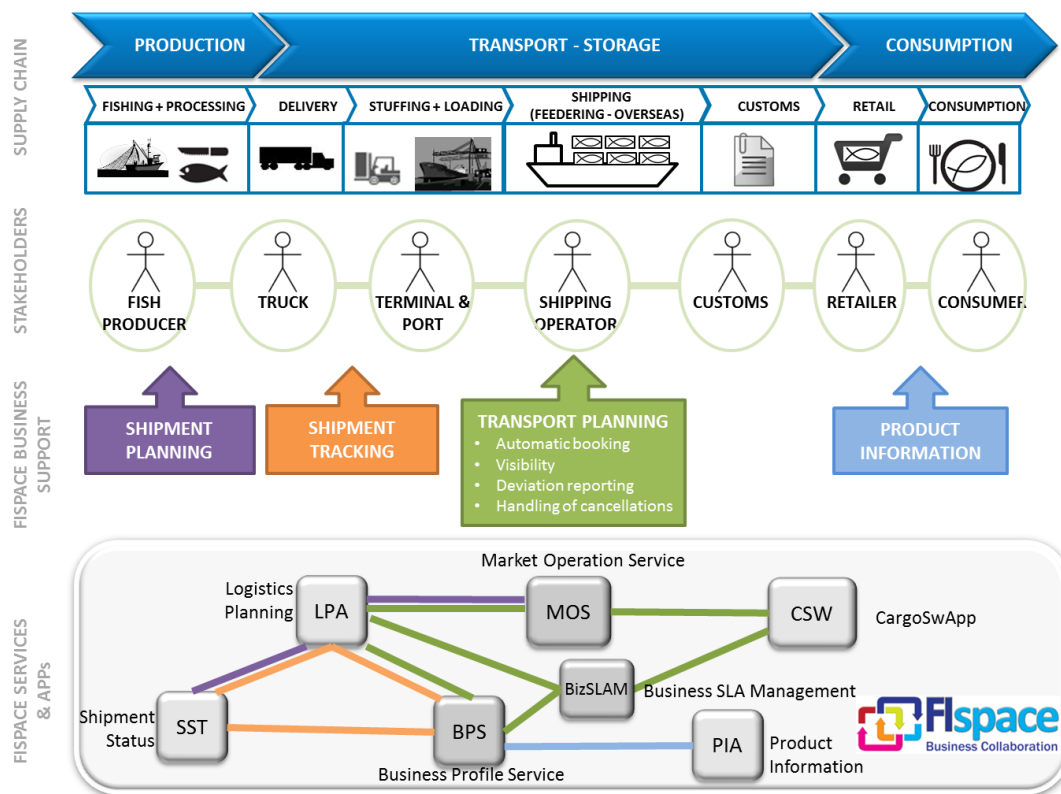 SUPPLY CHAIN
PRODUCTION
TRANSPORT - STORAGE
CONSUMPTION
FISHING + PROCESSING
DELIVERY
STUFFING + LOADING
SHIPPING
(FEEDERING - OVERSEAS)
CUSTOMS
RETAIL
CONSUMPTION
STAKEHOLDERS
FISH
PRODUCER
TRUCK
TERMINAL &
PORT
SHIPPING
OPERATOR
CUSTOMS
RETAILER
CONSUMER
FISPACE BUSINESS
SUPPORT
SHIPMENT
PLANNING
SHIPMENT
TRACKING
TRANSPORT PLANNING
• Automatic booking
• Visibility
• Deviation reporting
• Handling of cancellations
PRODUCT
INFORMATION
FISPACE SERVICES
& APPs
Market Operation Service
Logistics
Planning
LPA
MOS
CSW
CargoSwApp
BizSLAM
Business SLA Management
Shipment
Status
SST
BPS
Business Profile Service
PIA
Product
Information
FIspace
Business Collaboration